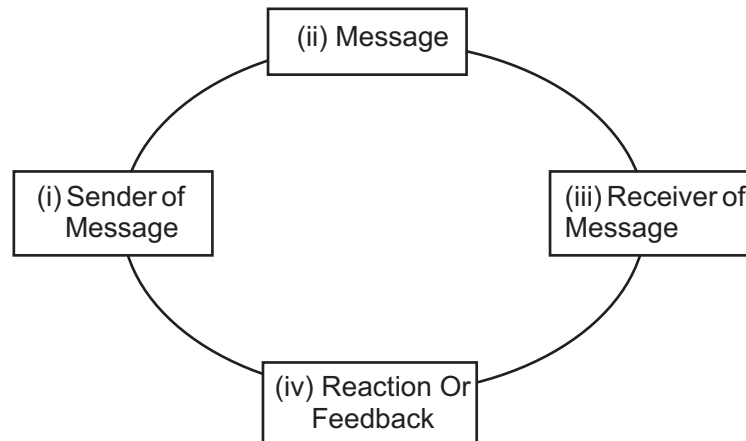 (ii) Message
(i) Sender of
Message
(iii) Receiver of
Message
(iv) Reaction Or
Feedback